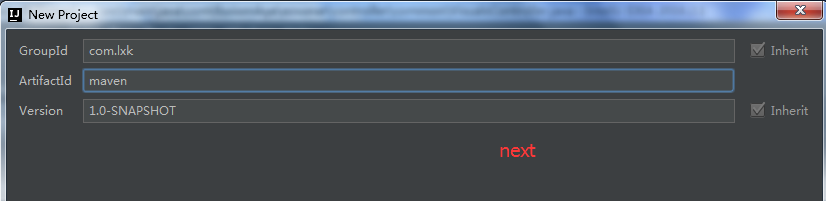 New Project
GroupId com.lxk Inherit
ArtifactId maven
Version 1.0-SNAPSHOT Inherit
next